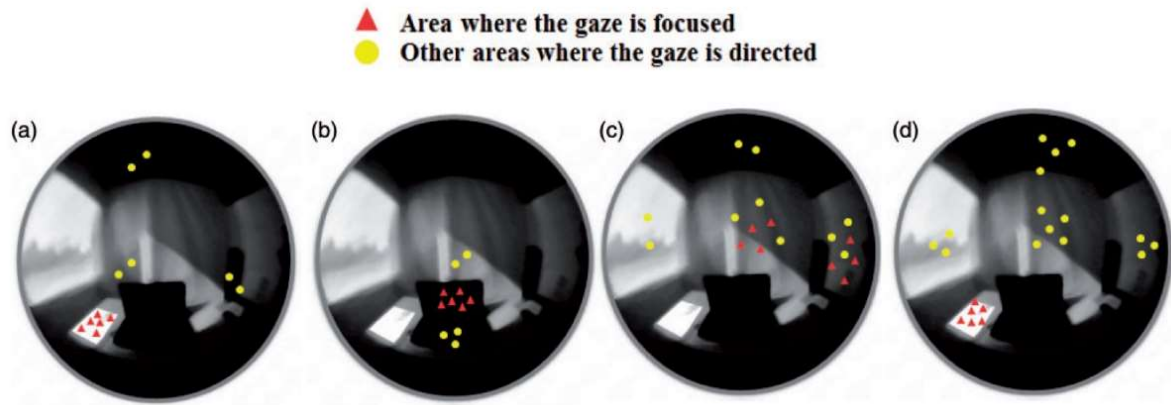 Area where the gaze is focused
Other areas where the gaze is directed
(a) (b) (c) (d)